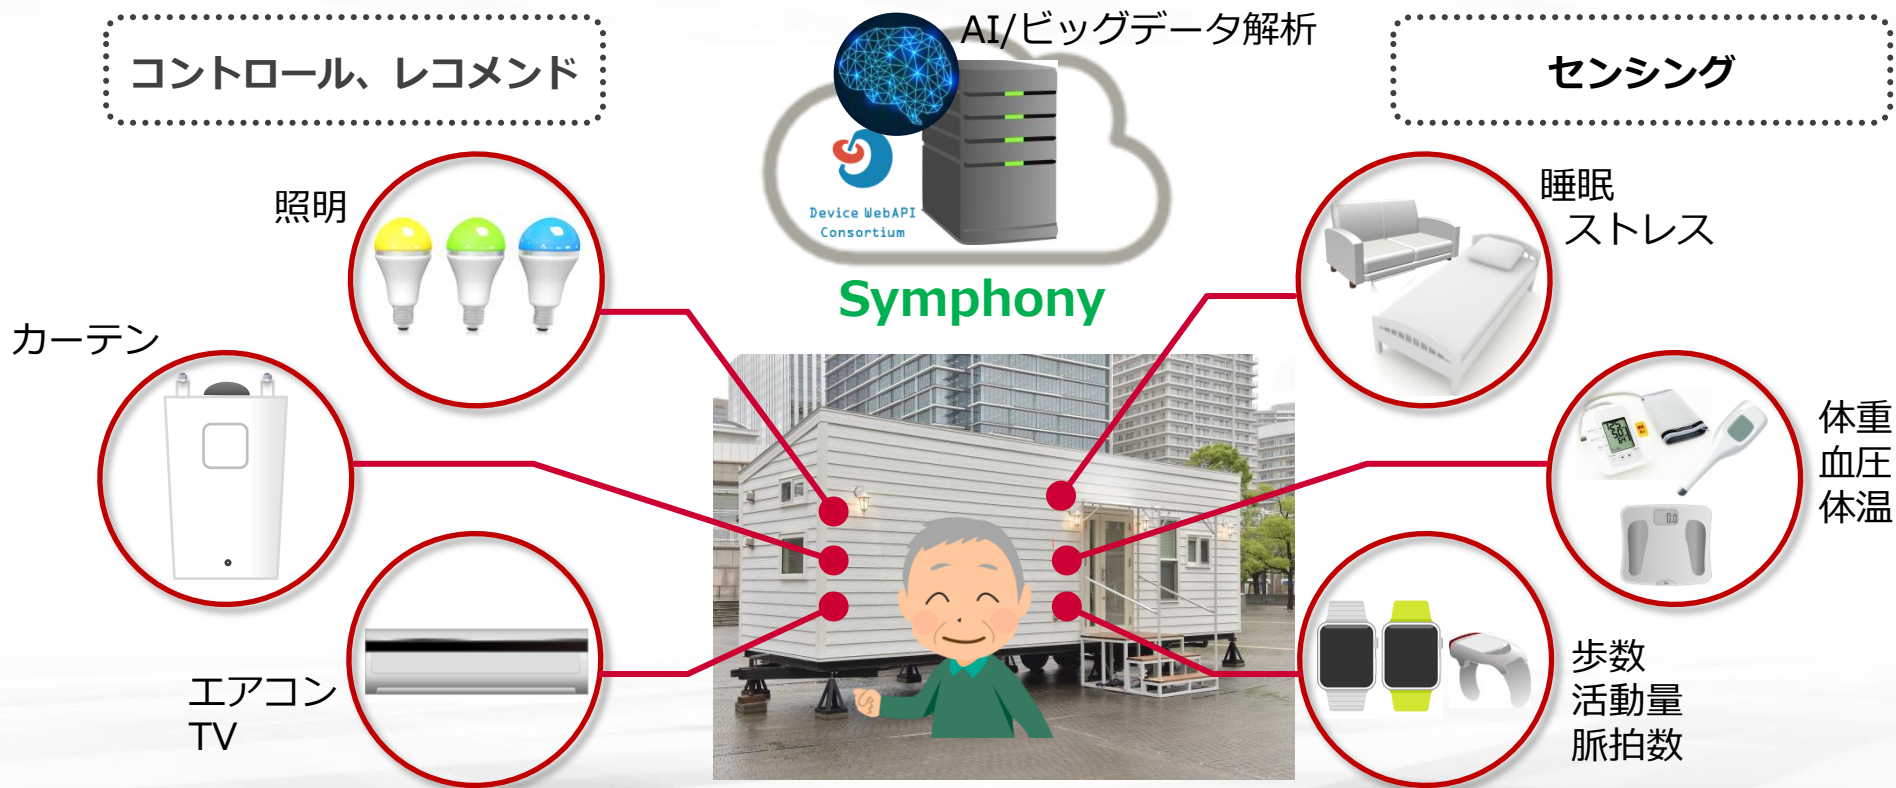 コントロール、レコメンド
AI/ビッグデータ解析
センシング
Device WebAPI
Consortium
Symphony
照明
カーテン
エアコン
TV
睡眠
ストレス
体重
血圧
体温
0.0
歩数
活動量
脈拍数